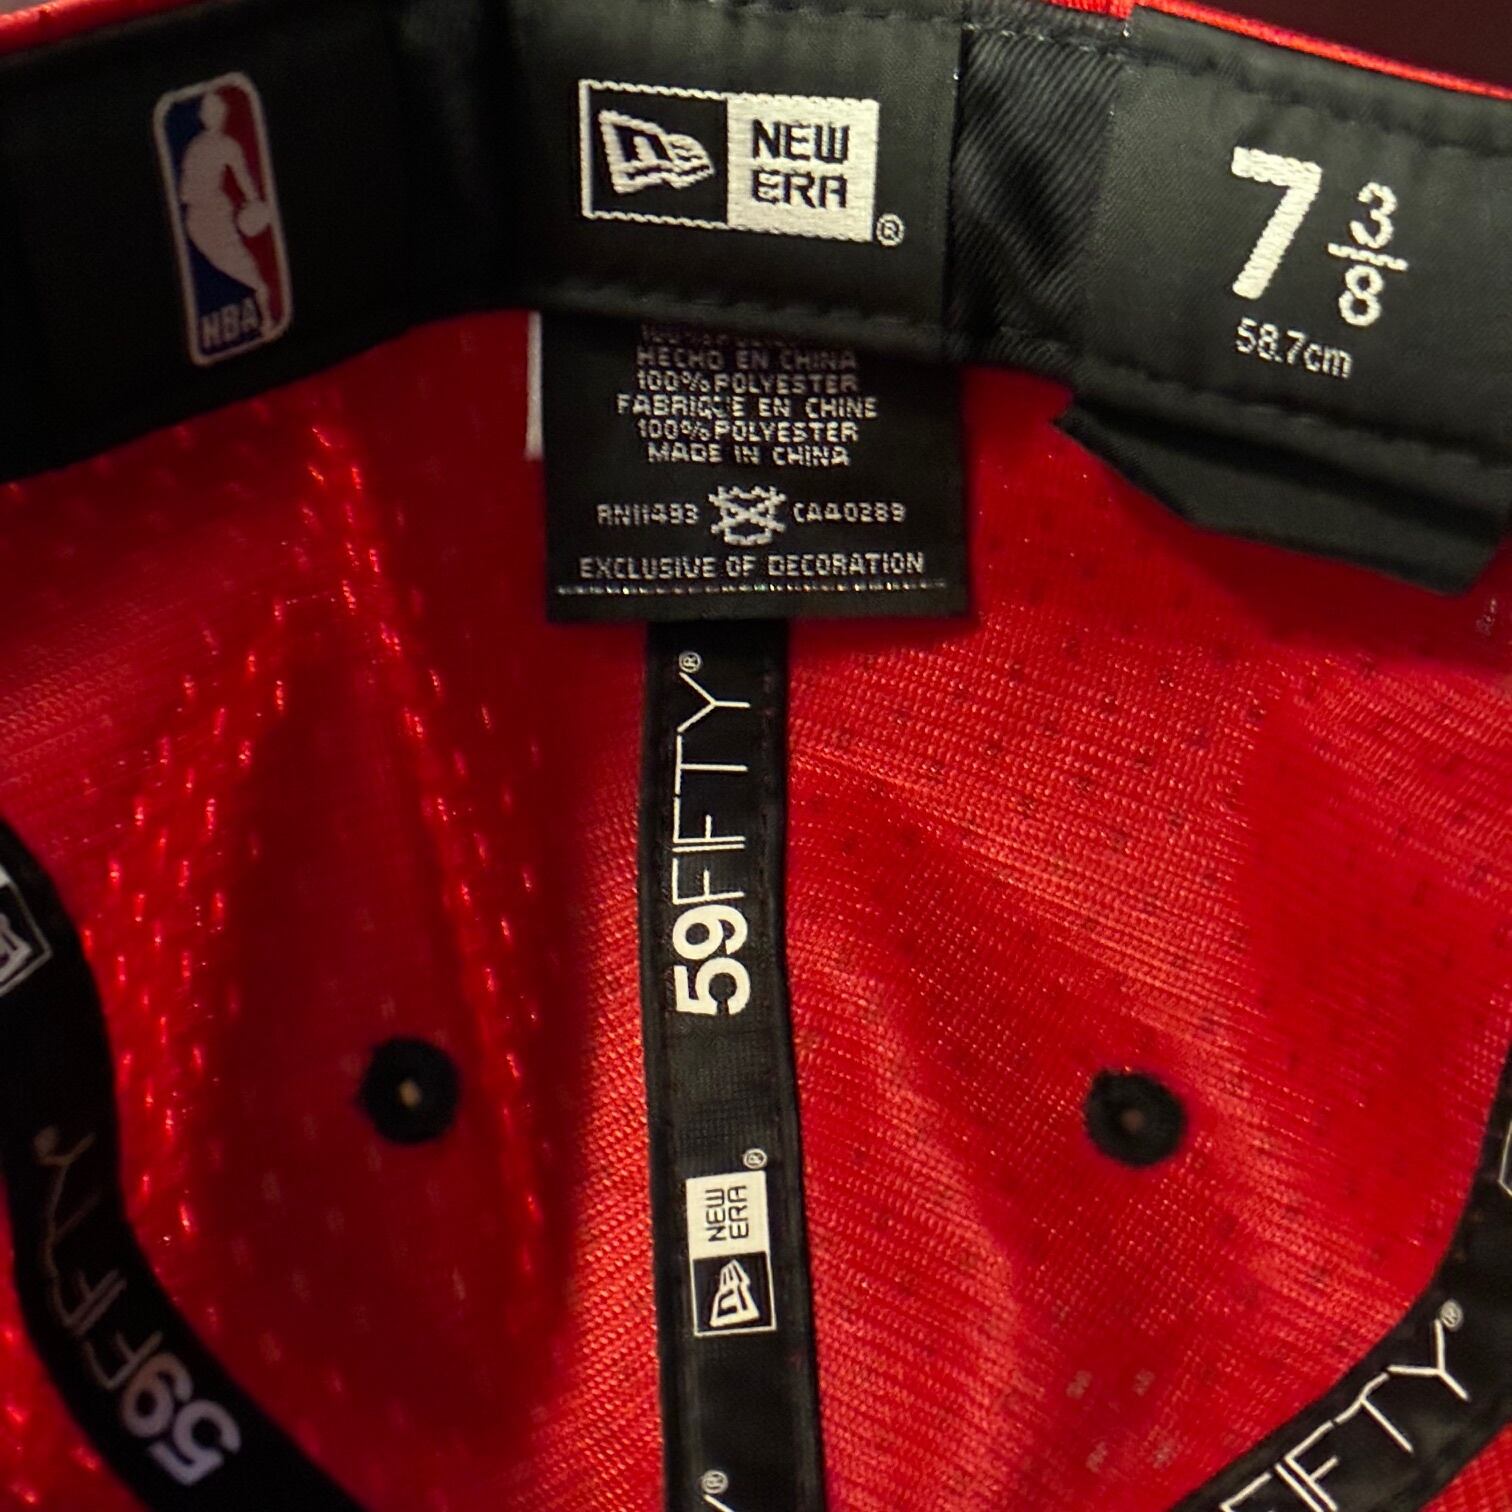 NBA
NEW
ERA
®
7 3/8
58.7cm
HECHO EN CHINA
100% POLYESTER
FABRIQUE EN CHINE
100% POLYESTER
MADE IN CHINA
RN11493 CA40289
EXCLUSIVE OF DECORATION
59FIFTY®
NEW
ERA
®
59FIFTY
FIFTY®